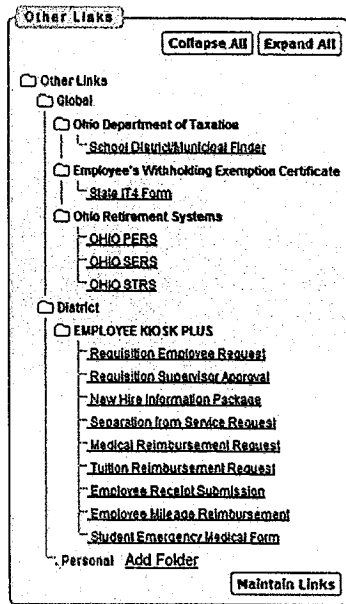 Other Links
Collapse All Expand All
Other Links
Global
Ohio Department of Taxation
School District/Municipal Finder
Employee's Withholding Exemption Certificate
State IT4 Form
Ohio Retirement Systems
OHIO PERS
OHIO SERS
OHIO STRS
District
EMPLOYEE KIOSK PLUS
Requisition Employee Request
Requisition Supervisor Approval
New Hire Information Package
Separation from Service Request
Medical Reimbursement Request
Tuition Reimbursement Request
Employee Receipt Submission
Employee Mileage Reimbursement
Student Emergency Medical Form
Personal Add Folder
Maintain Links